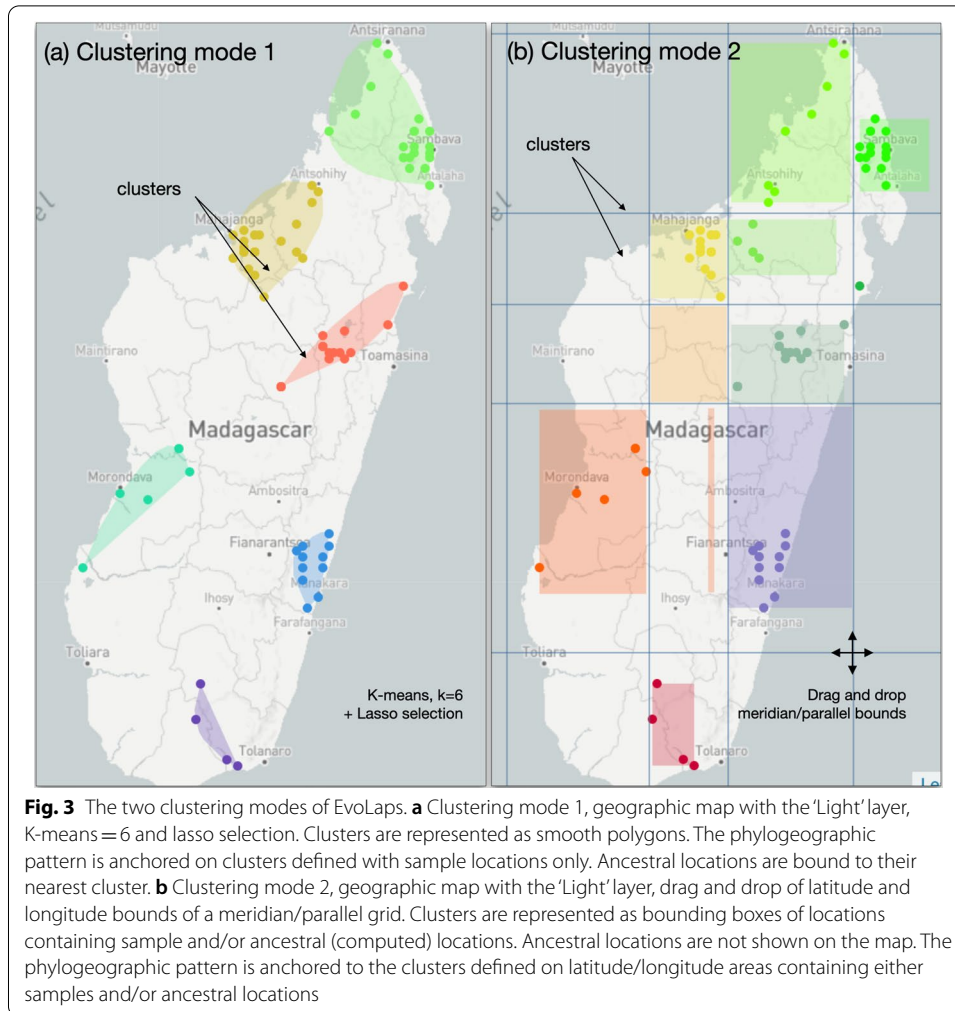 Mutsamudu
Antsiranana
(a) Clustering mode 1
Mayotte
clusters
Sambava
Antalaha
Antsohihy
Mahajanga
Maintirano
Toamasina
Madagascar
Morondava
Ambositra
Fianarantsoa
Manakara
Ihosy
Farafangana
Toliara
K-means, k=6
+ Lasso selection
Tolanaro
Mutsamudu
Antsiranana
(b) Clustering mode 2
Mayotte
clusters
Sambava
Antalaha
Antsohihy
Mahajanga
Maintirano
Toamasina
Madagascar
Morondava
Ambositra
Fianarantsoa
Manakara
Ihosy
Farafangana
Toliara
Drag and drop
meridian/parallel bounds
Tolanaro
Le
Fig. 3 The two clustering modes of EvoLaps. a Clustering mode 1, geographic map with the 'Light' layer,
K-means = 6 and lasso selection. Clusters are represented as smooth polygons. The phylogeographic
pattern is anchored on clusters defined with sample locations only. Ancestral locations are bound to their
nearest cluster. b Clustering mode 2, geographic map with the 'Light' layer, drag and drop of latitude and
longitude bounds of a meridian/parallel grid. Clusters are represented as bounding boxes of locations
containing sample and/or ancestral (computed) locations. Ancestral locations are not shown on the map. The
phylogeographic pattern is anchored to the clusters defined on latitude/longitude areas containing either
samples and/or ancestral locations